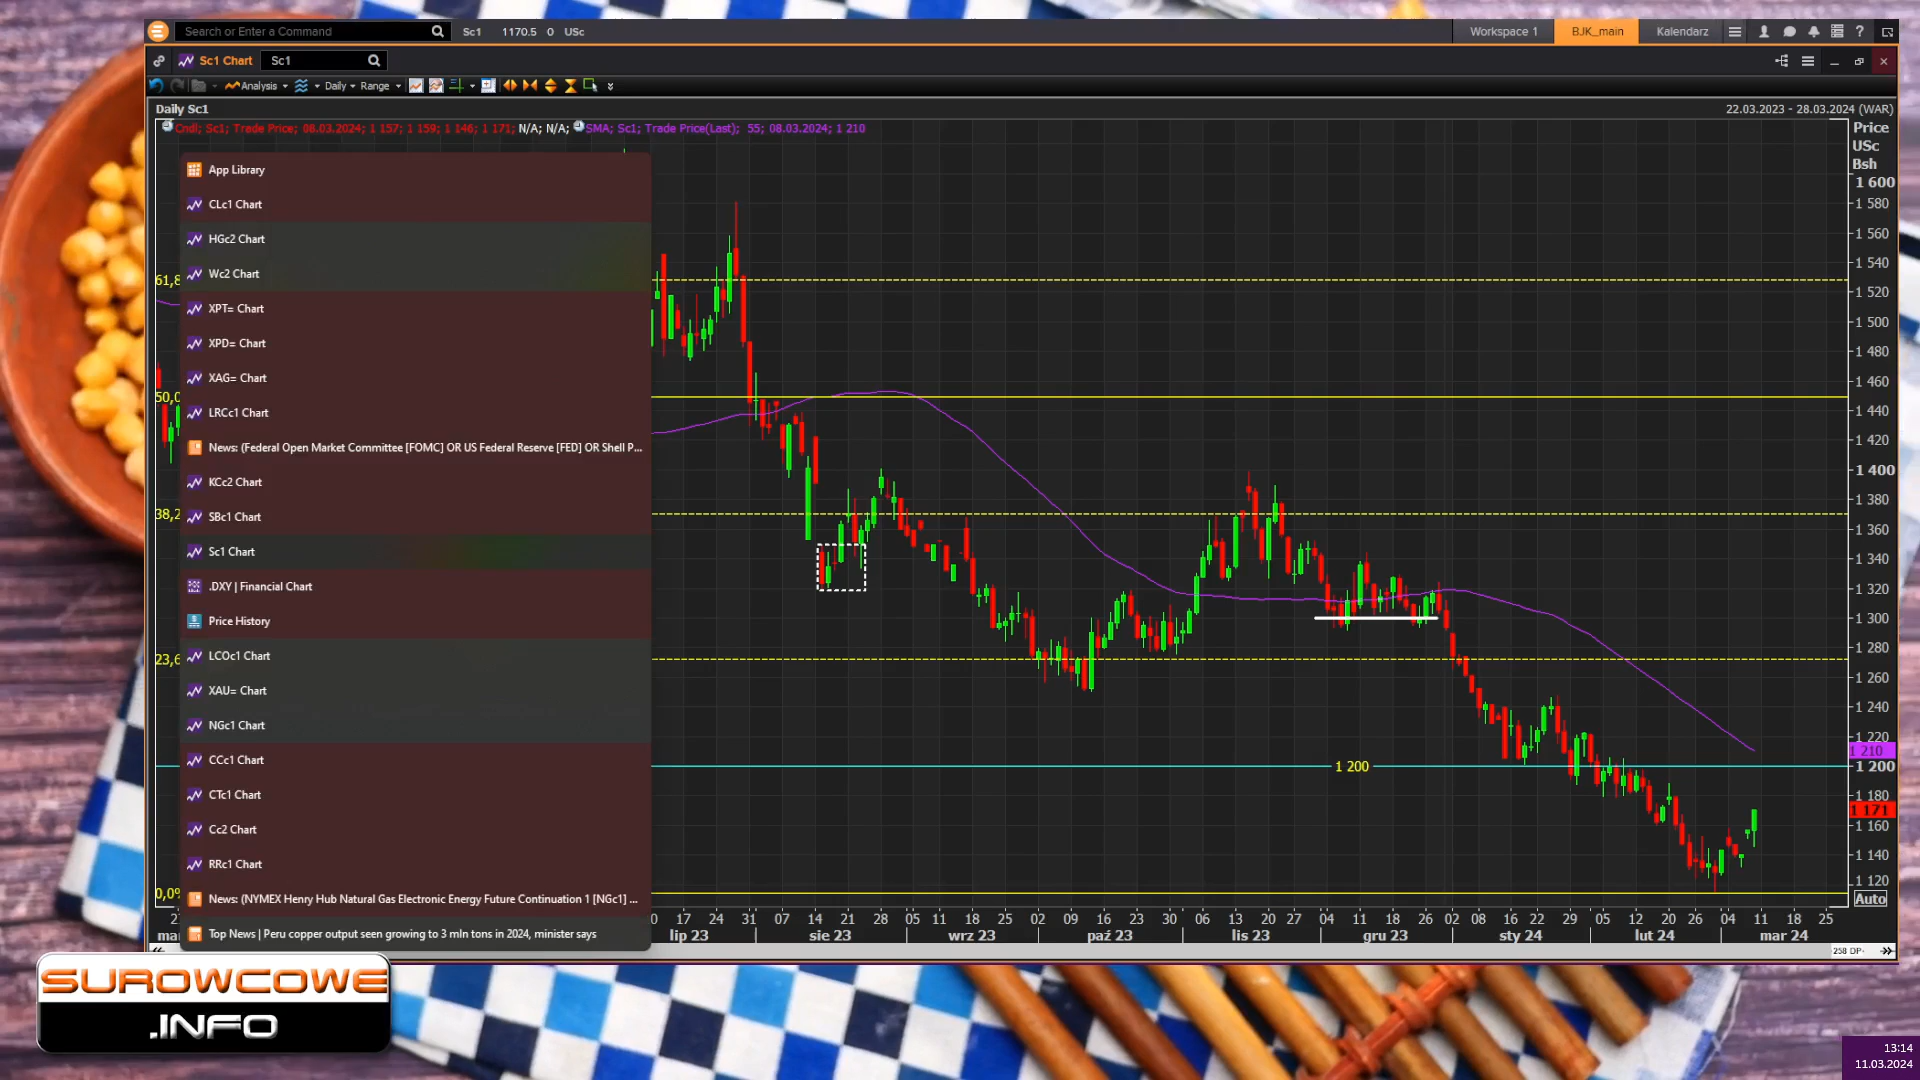 Search or Enter a Command
Sc1 1170.5 0 USc
Workspace 1 BJK_main Kalendarz ?
Sc1 Chart Sc1
Analysis Daily Range
Daily Sc1
22.03.2023 - 28.03.2024 (WAR)
Cndl; Sc1; Trade Price; 08.03.2024; 1 157; 1 159; 1 146; 1 171; N/A; N/A; SMA; Sc1; Trade Price(Last); 55; 08.03.2024; 1 210
Price
USc
Bsh
App Library
CLc1 Chart
HGc2 Chart
Wc2 Chart
XPT= Chart
XPD= Chart
XAG= Chart
LRCc1 Chart
News: (Federal Open Market Committee [FOMC] OR US Federal Reserve [FED] OR Shell P...
KCc2 Chart
SBc1 Chart
Sc1 Chart
.DXY | Financial Chart
Price History
LCOc1 Chart
XAU= Chart
NGc1 Chart
CCc1 Chart
CTc1 Chart
Cc2 Chart
RRc1 Chart
News: (NYMEX Henry Hub Natural Gas Electronic Energy Future Continuation 1 [NGc1] ...
Top News | Peru copper output seen growing to 3 mln tons in 2024, minister says
61,8
50,0
38,2
23,6
0,0%
1 200
1 600
1 580
1 560
1 540
1 520
1 500
1 480
1 460
1 440
1 420
1 400
1 380
1 360
1 340
1 320
1 300
1 280
1 260
1 240
1 220
1 210
1 200
1 180
1 171
1 160
1 140
1 120
Auto
17 24 31 07 14 21 28 05 11 18 25 02 09 16 23 30 06 13 20 27 04 11 18 26 02 08 16 22 29 05 12 20 26 04 11 18 25
lip 23 sie 23 wrz 23 paź 23 lis 23 gru 23 sty 24 lut 24 mar 24
258 DP
SUROWCOWE
.INFO
13:14
11.03.2024